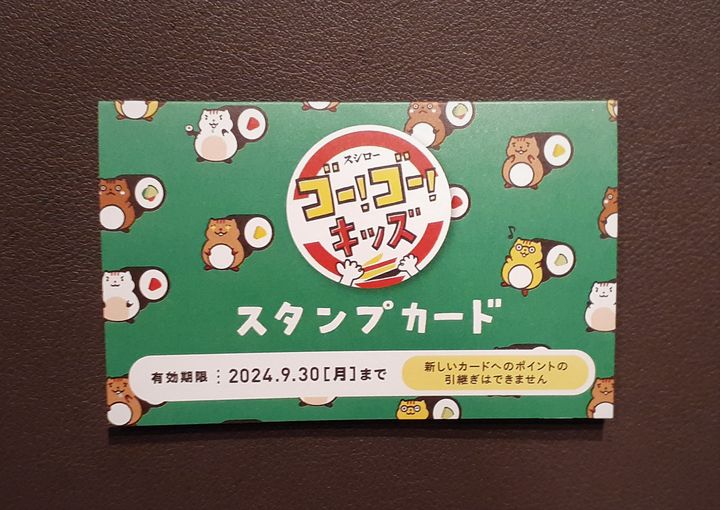 スシロー
ゴー!ゴー!
キッズ
スタンプカード
有効期限：2024.9.30[月]まで
新しいカードへのポイントの
引継ぎはできません